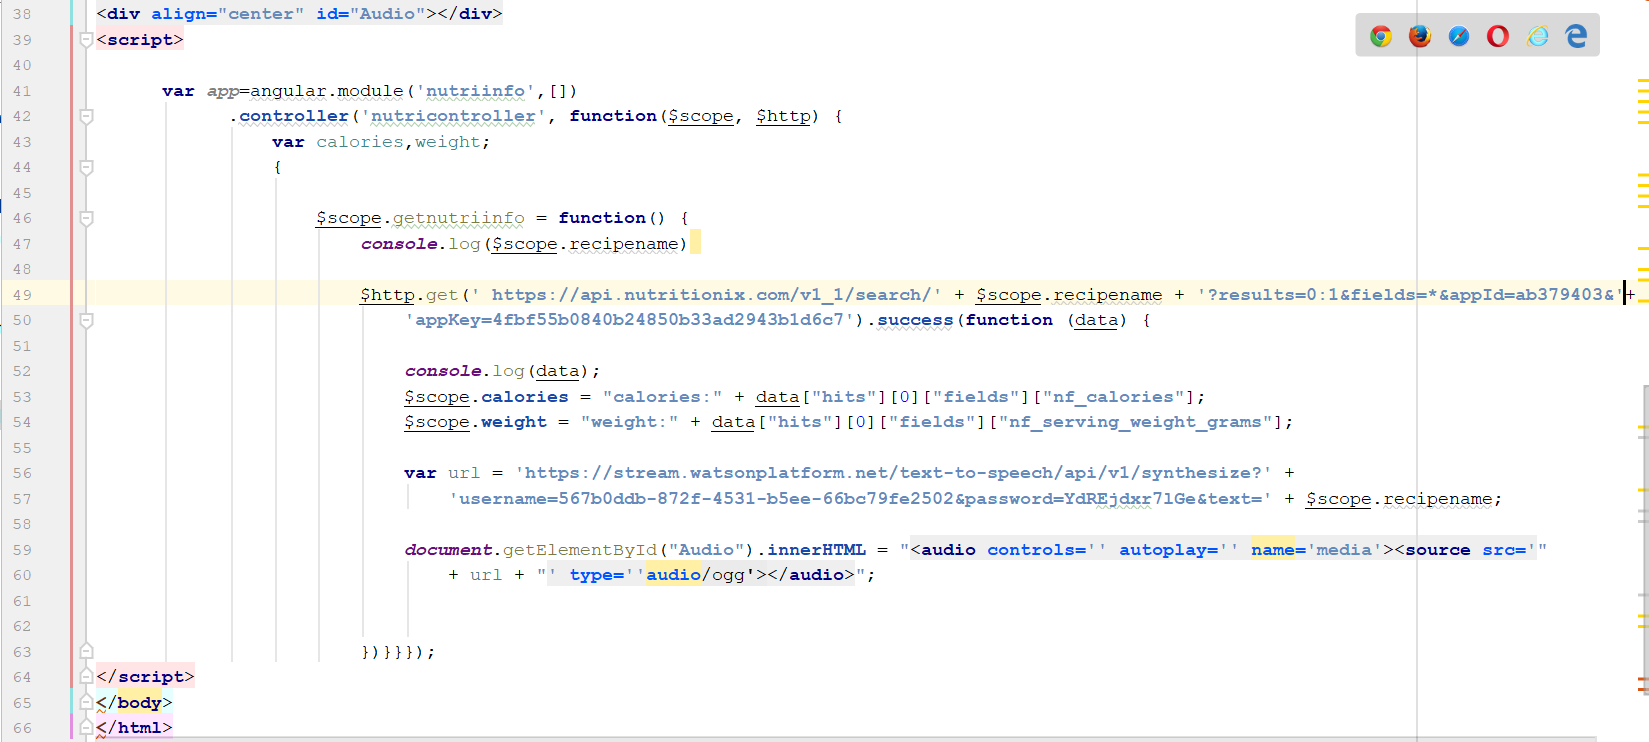 38 <div align="center" id="Audio"></div>
39 <script>
40
41 var app=angular.module('nutriinfo',[])
42 .controller('nutricontroller', function($scope, $http) {
43 var calories,weight;
44 {
45
46 $scope.getnutriinfo = function() {
47 console.log($scope.recipename)
48
49 $http.get(' https://api.nutritionix.com/v1_1/search/' + $scope.recipename + '?results=0:1&fields=*&appId=ab379403&'+
50 'appKey=4fbf55b0840b24850b33ad2943b1d6c7').success(function (data) {
51
52 console.log(data);
53 $scope.calories = "calories:" + data["hits"][0]["fields"]["nf_calories"];
54 $scope.weight = "weight:" + data["hits"][0]["fields"]["nf_serving_weight_grams"];
55
56 var url = 'https://stream.watsonplatform.net/text-to-speech/api/v1/synthesize?' +
57 'username=567b0ddb-872f-4531-b5ee-66bc79fe2502&password=YdREjdxr7lGe&text=' + $scope.recipename;
58
59 document.getElementById("Audio").innerHTML = "<audio controls='' autoplay='' name='media'><source src='"
60 + url + "' type=''audio/ogg'></audio>";
61
62
63 })}}});
64 </script>
65 </body>
66 </html>